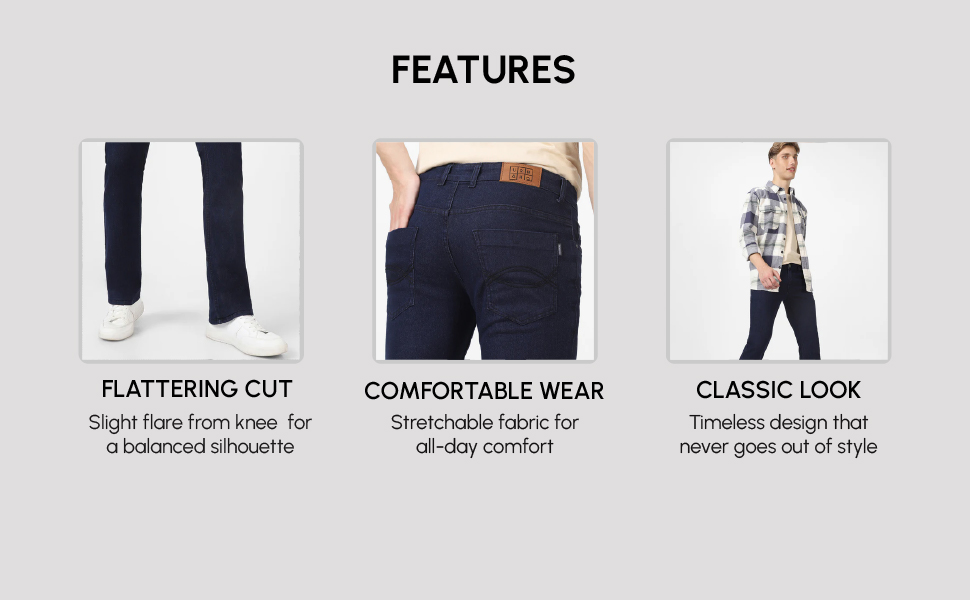 FEATURES
FLATTERING CUT
Slight flare from knee for
a balanced silhouette
COMFORTABLE WEAR
Stretchable fabric for
all-day comfort
CLASSIC LOOK
Timeless design that
never goes out of style